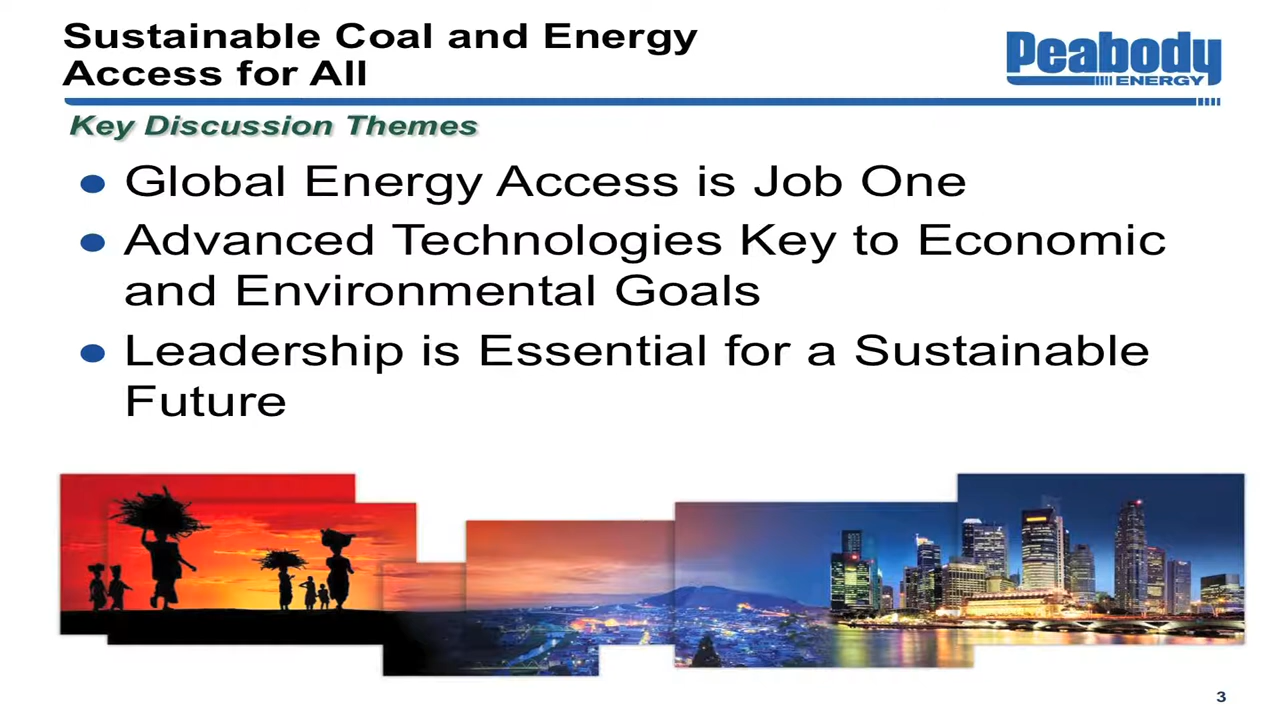 Sustainable Coal and Energy
Access for All
Peabody
ENERGY
Key Discussion Themes
● Global Energy Access is Job One
● Advanced Technologies Key to Economic
and Environmental Goals
● Leadership is Essential for a Sustainable
Future
3